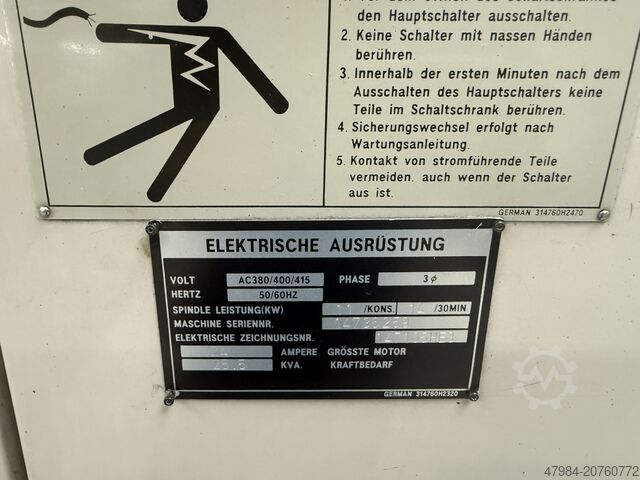 den Hauptschalter ausschalten.
2. Keine Schalter mit nassen Händen
berühren.
3. Innerhalb der ersten Minuten nach dem
Ausschalten des Hauptschalters keine
Teile im Schaltschrank berühren.
4. Sicherungswechsel erfolgt nach
Wartungsanleitung.
5. Kontakt von stromführende Teile
vermeiden. auch wenn der Schalter
aus ist.
GERMAN 314760H2470
ELEKTRISCHE AUSRÜSTUNG
VOLT AC380/400/415 PHASE 3φ
HERTZ 50/60HZ
SPINDLE LEISTUNG(KW) 11 /KONS 14 /30MIN
MASCHINE SERIENNR.
ELEKTRISCHE ZEICHNUNGSNR.
AMPERE GRÖSSTE MOTOR
KVA. KRAFTBEDARF
GERMAN 314760H2320
47984-20760772